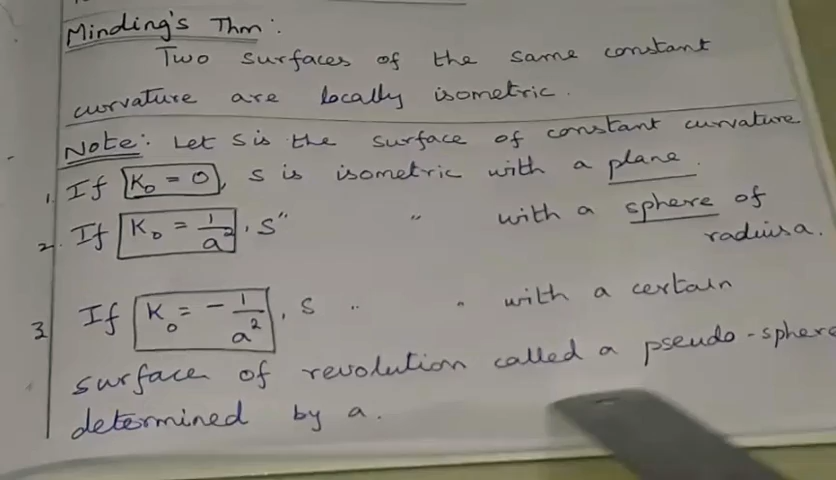 Minding's Thm:
Two surfaces of the same constant
curvature are locally isometric.
Note: Let S is the surface of constant curvature
1. If K₀ = 0, S is isometric with a plane.
2. If K₀ = 1/a², S " " with a sphere of
radius a.
3 If K₀ = -1/a², S " " with a certain
surface of revolution called a pseudo-sphere
determined by a.